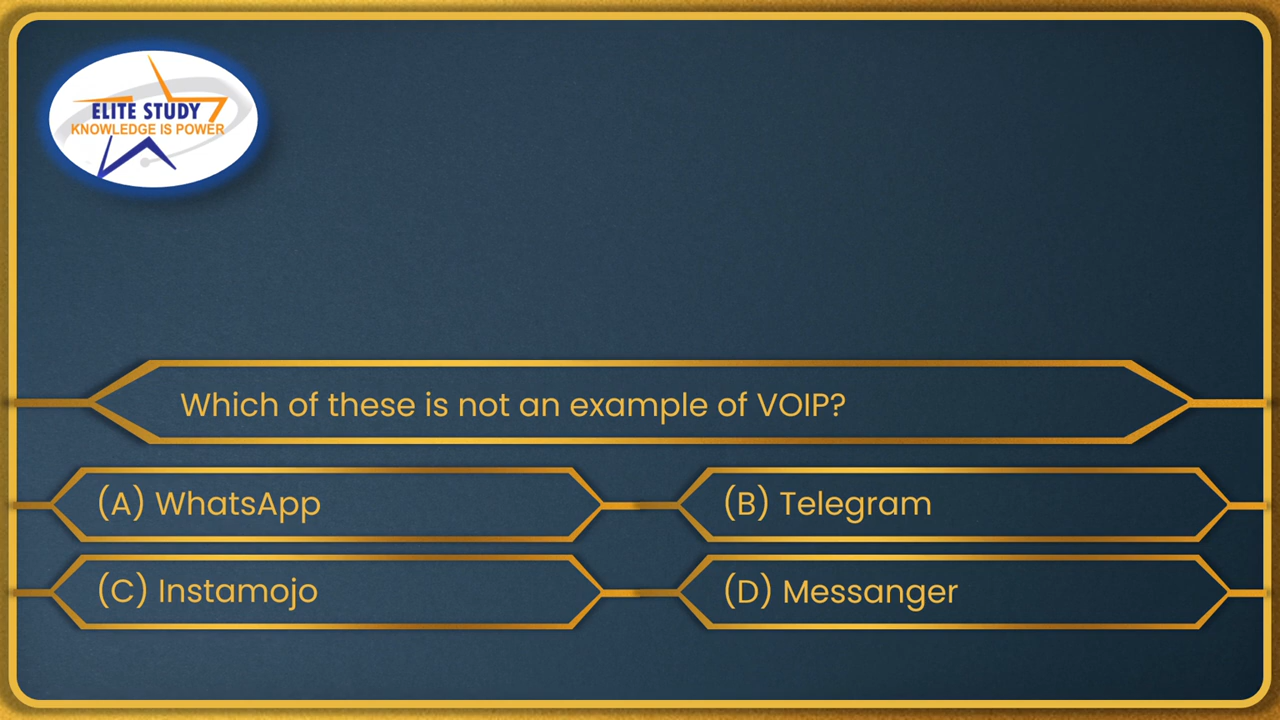 ELITE STUDY
KNOWLEDGE IS POWER
Which of these is not an example of VOIP?
(A) WhatsApp
(B) Telegram
(C) Instamojo
(D) Messanger